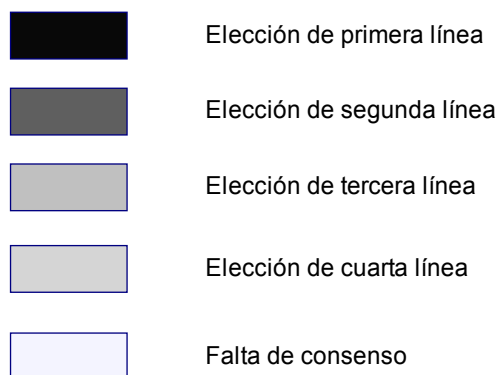 Elección de primera línea
Elección de segunda línea
Elección de tercera línea
Elección de cuarta línea
Falta de consenso